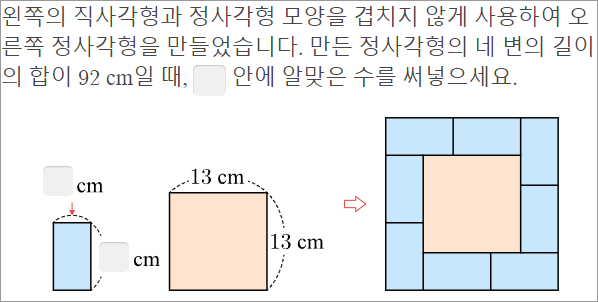 왼쪽의 직사각형과 정사각형 모양을 겹치지 않게 사용하여 오
른쪽 정사각형을 만들었습니다. 만든 정사각형의 네 변의 길이
의 합이 92 cm일 때, 안에 알맞은 수를 써넣으세요.
13 cm
cm
13 cm
cm